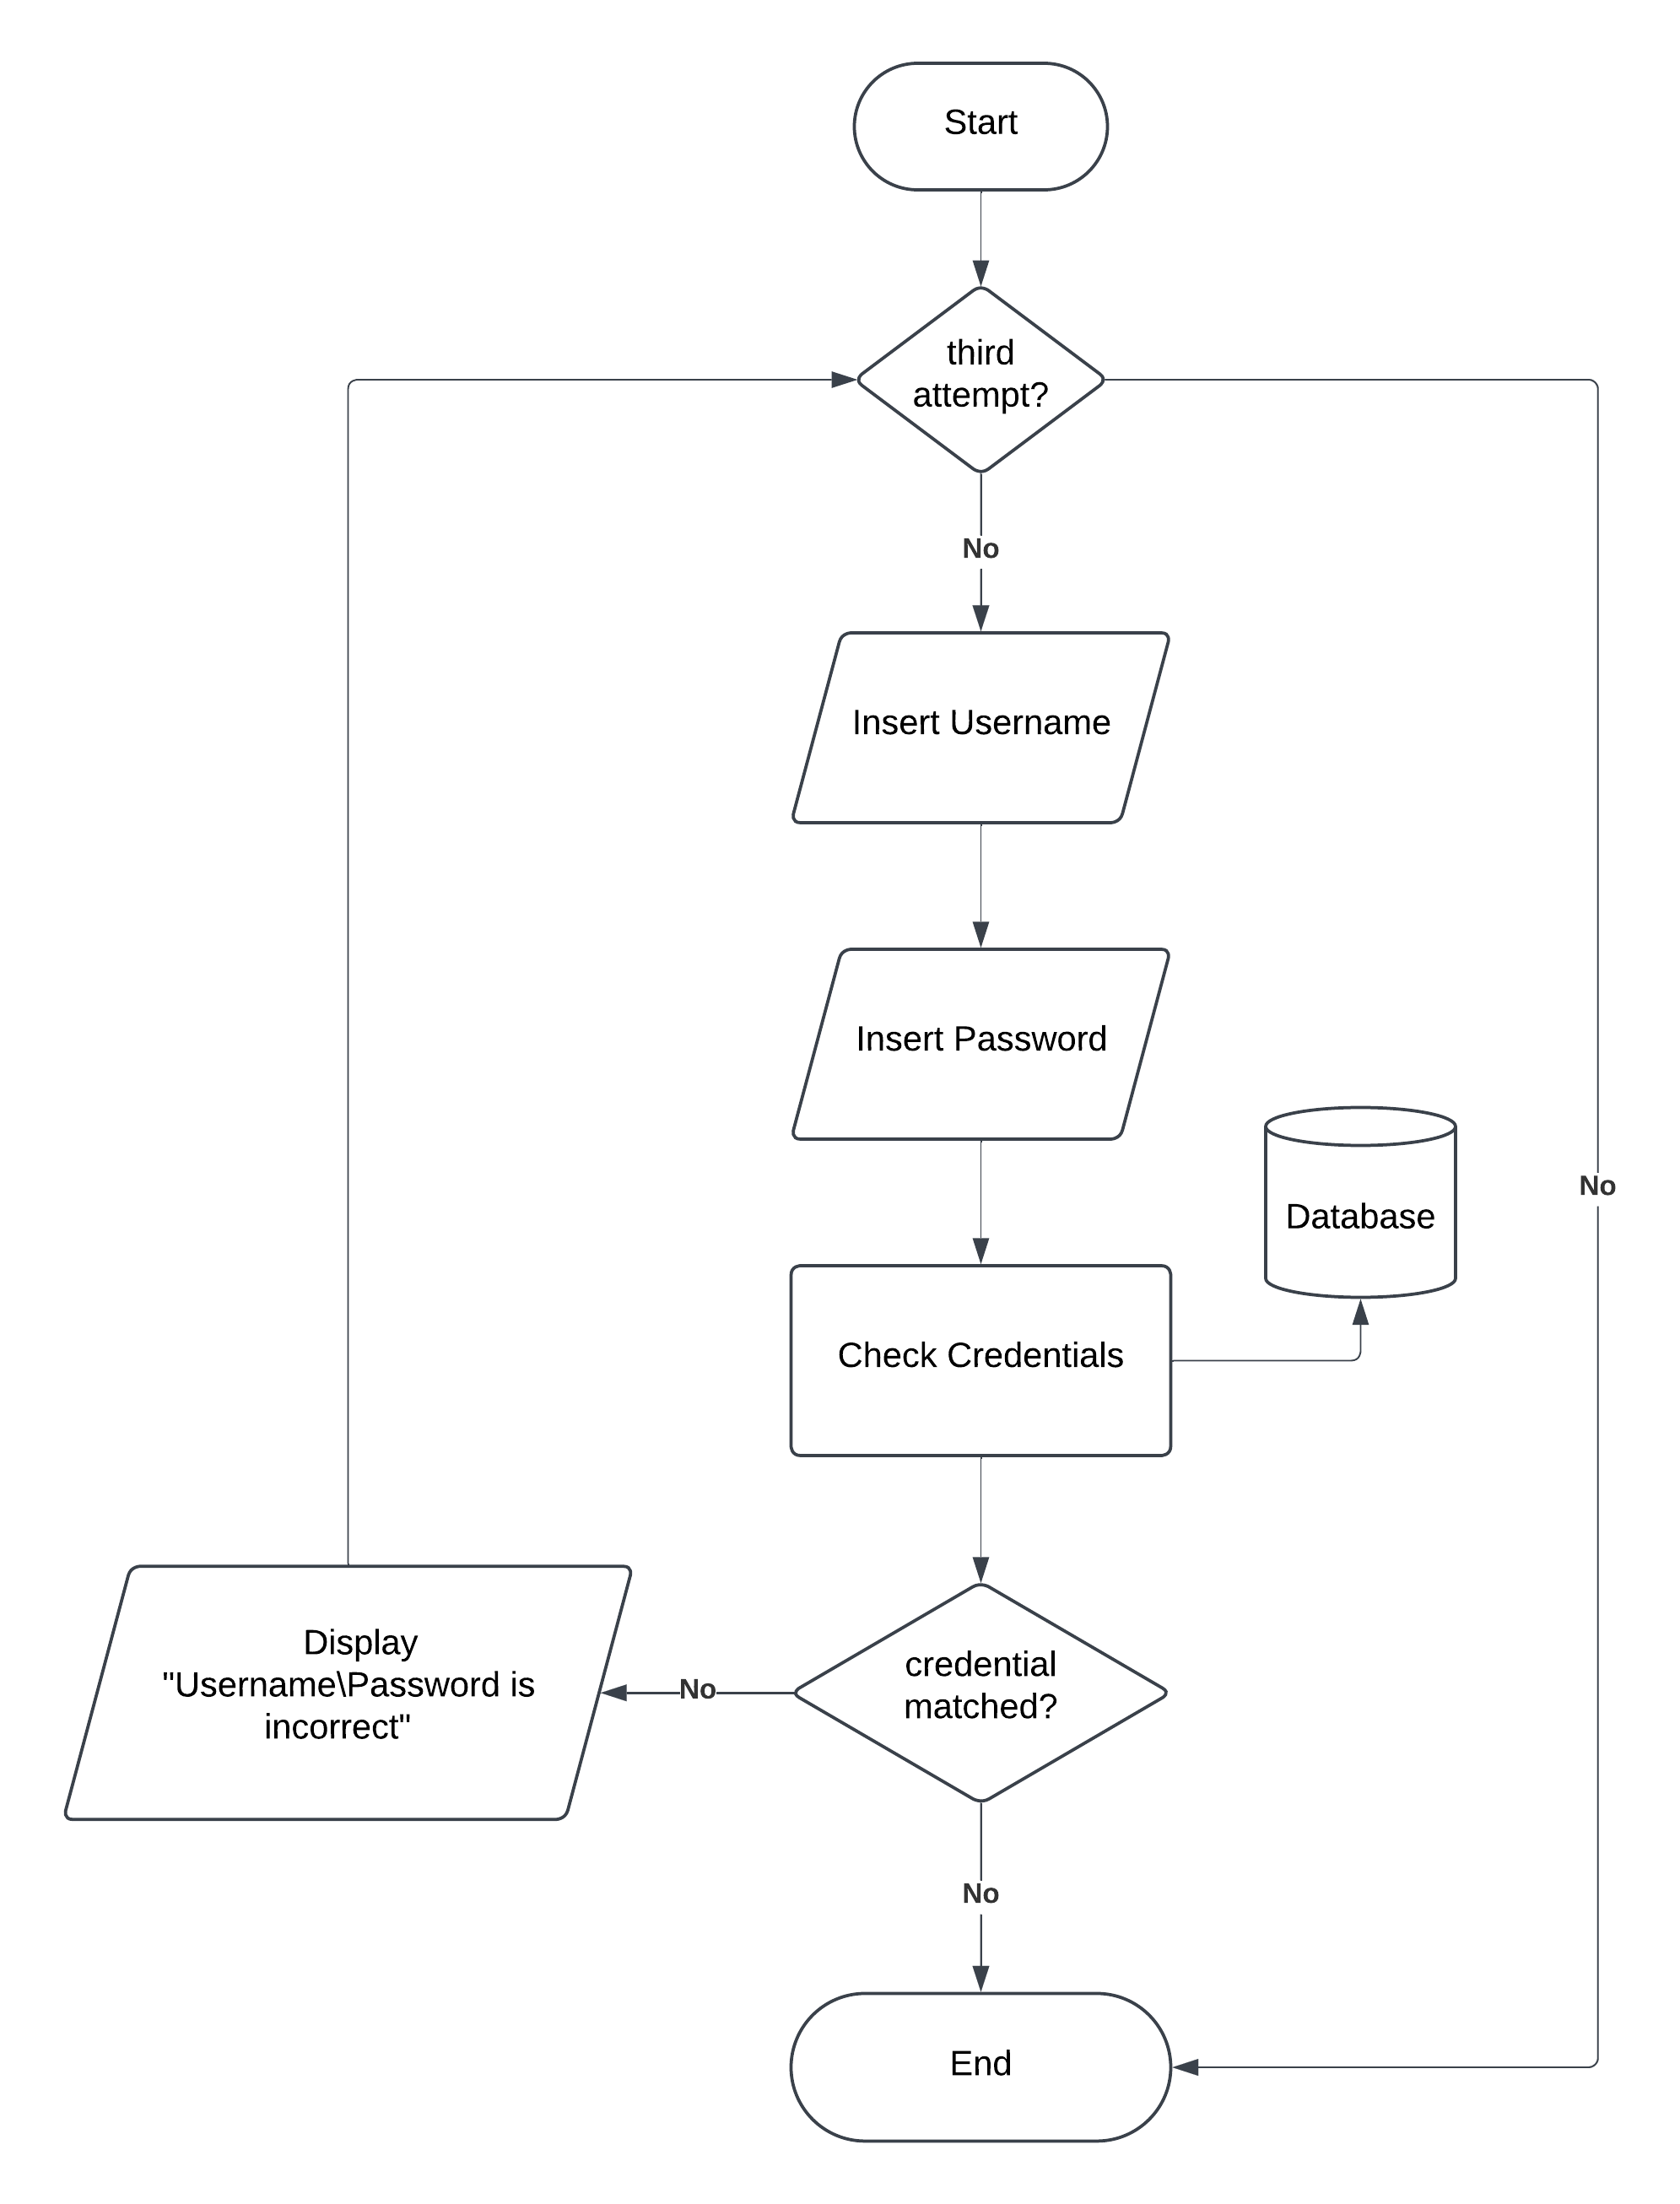 Start
third
attempt?
No
Insert Username
Insert Password
Database
No
Check Credentials
Display
"Username\Password is
incorrect"
No
credential
matched?
No
End